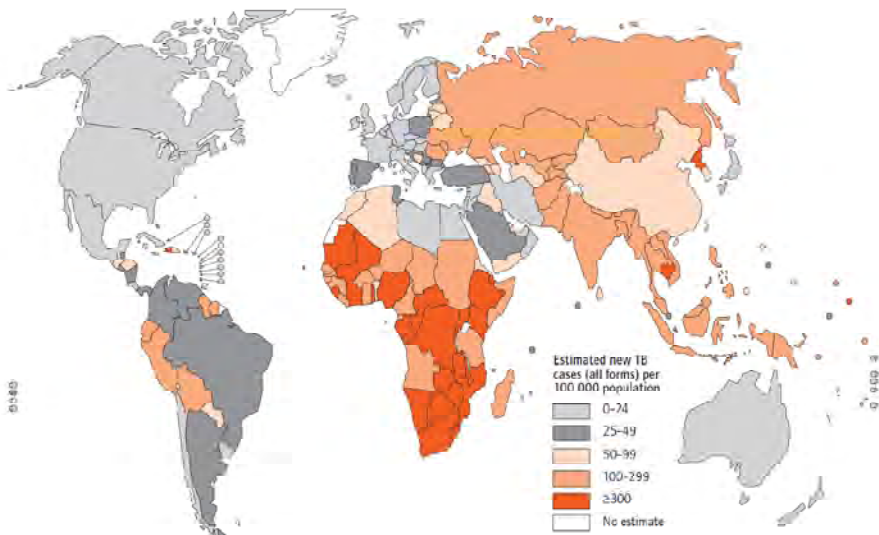 Estimated new TB
cases (all forms) per
100 000 population
0–24
25–49
50–99
100–299
≥300
No estimate